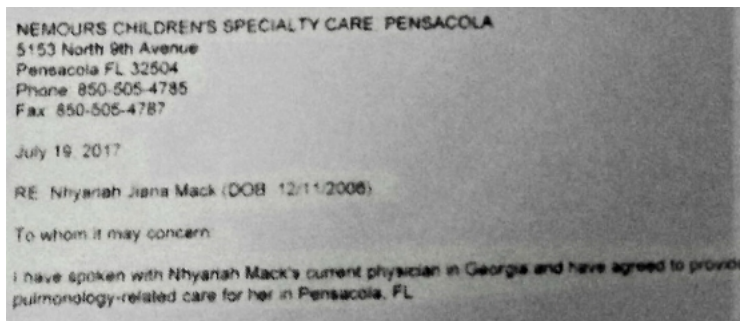 NEMOURS CHILDREN'S SPECIALTY CARE, PENSACOLA
5153 North 9th Avenue
Pensacola FL 32504
Phone: 850-505-4785
Fax: 850-505-4787
July 19, 2017
RE: Nhyariah Jiana Mack (DOB: 12/11/2006)
To whom it may concern:
I have spoken with Nhyariah Mack's current physician in Georgia and have agreed to provide
pulmonology-related care for her in Pensacola, FL